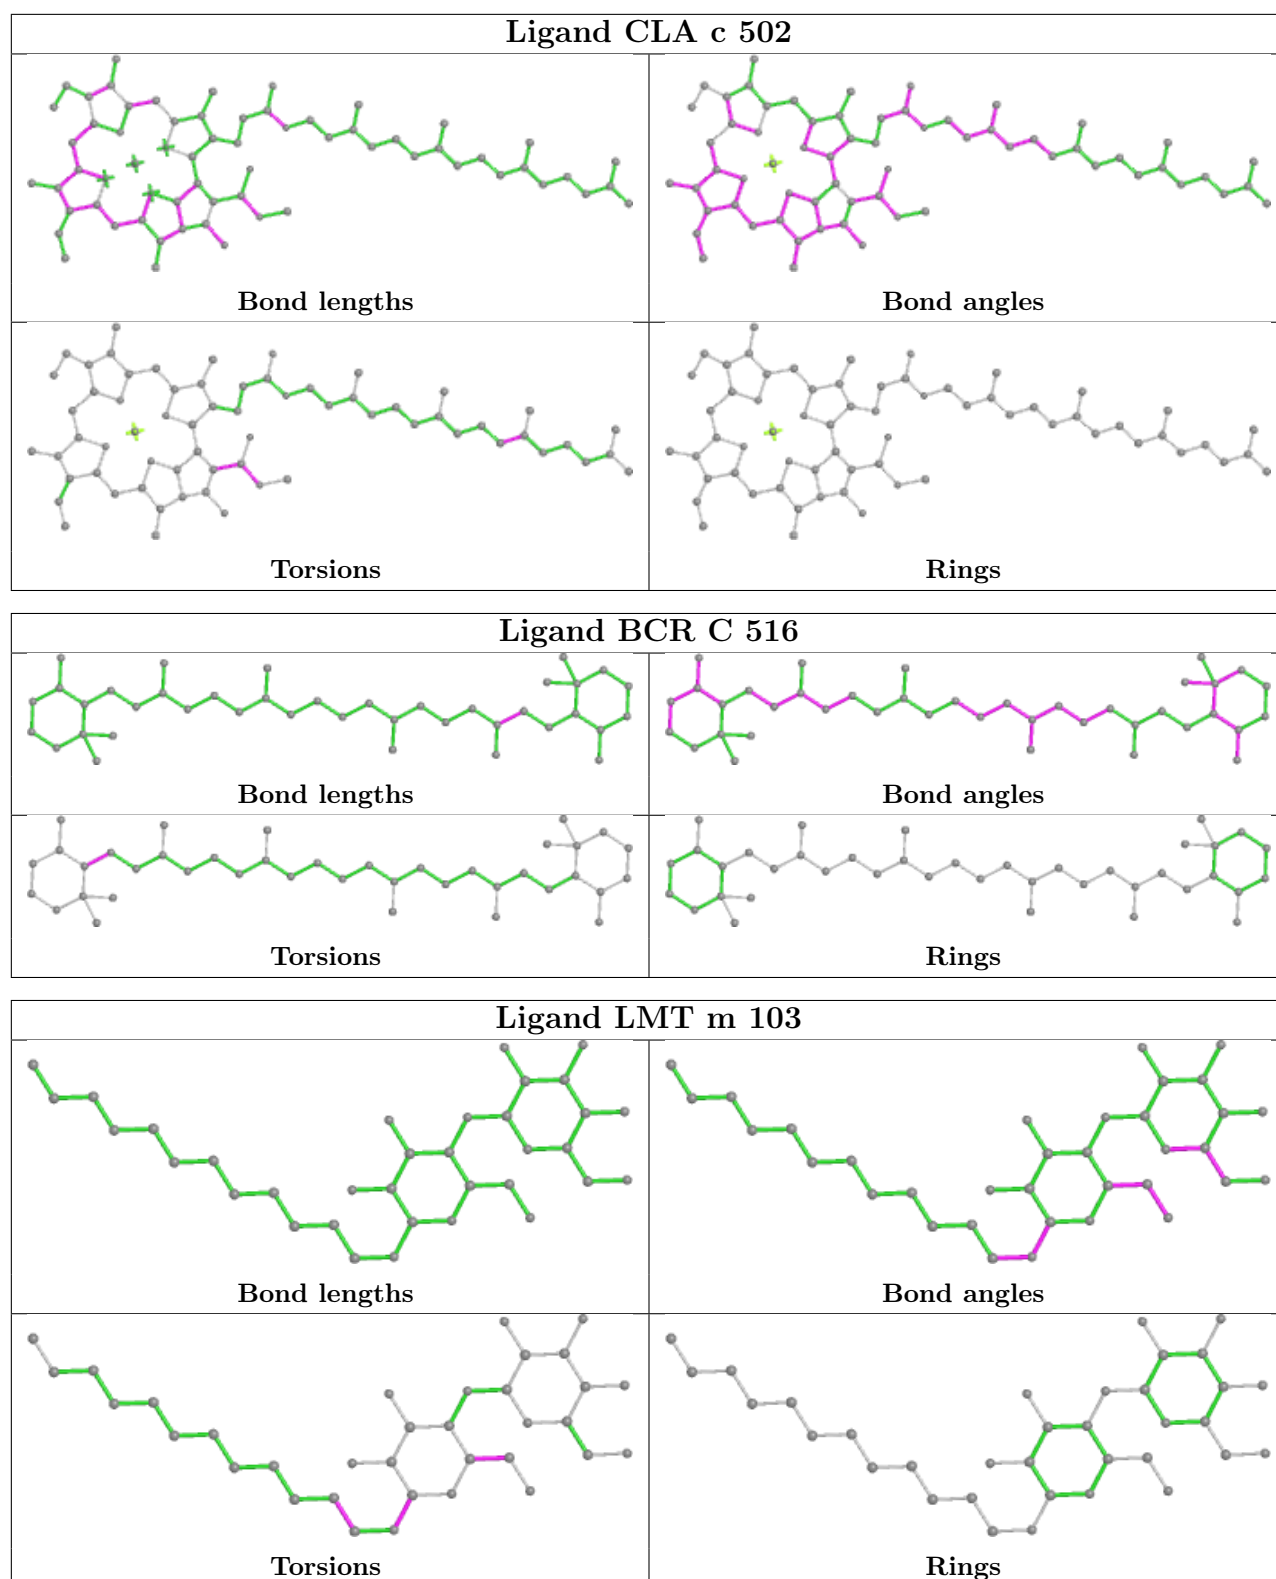 Ligand CLA c 502
Bond lengths
Bond angles
Torsions
Rings
Ligand BCR C 516
Bond lengths
Bond angles
Torsions
Rings
Ligand LMT m 103
Bond lengths
Bond angles
Torsions
Rings